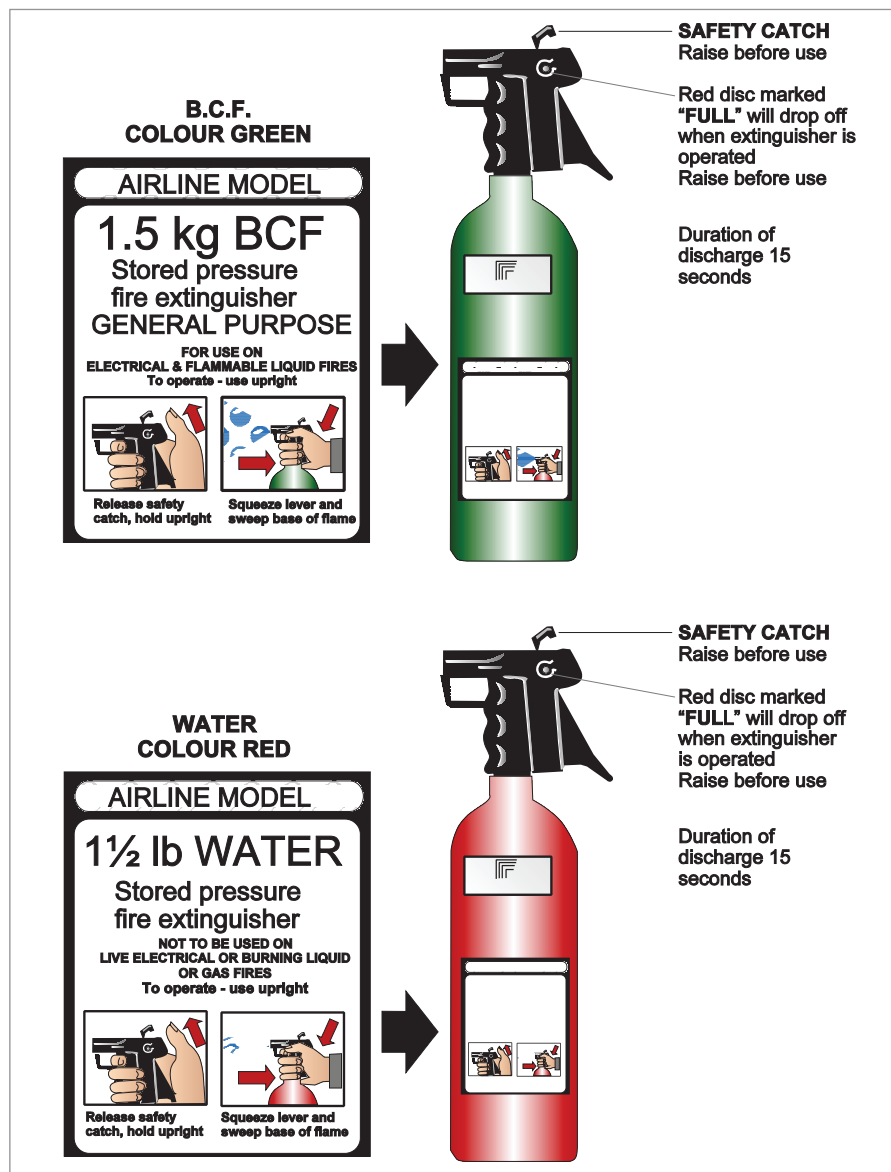 SAFETY CATCH
Raise before use
Red disc marked
“FULL” will drop off
when extinguisher is
operated
Raise before use
Duration of
discharge 15
seconds
B.C.F.
COLOUR GREEN
AIRLINE MODEL
1.5 kg BCF
Stored pressure
fire extinguisher
GENERAL PURPOSE
FOR USE ON
ELECTRICAL & FLAMMABLE LIQUID FIRES
To operate - use upright
Release safety
catch, hold upright
Squeeze lever and
sweep base of flame
SAFETY CATCH
Raise before use
Red disc marked
“FULL” will drop off
when extinguisher
is operated
Raise before use
Duration of
discharge 15
seconds
WATER
COLOUR RED
AIRLINE MODEL
1½ lb WATER
Stored pressure
fire extinguisher
NOT TO BE USED ON
LIVE ELECTRICAL OR BURNING LIQUID
OR GAS FIRES
To operate - use upright
Release safety
catch, hold upright
Squeeze lever and
sweep base of flame